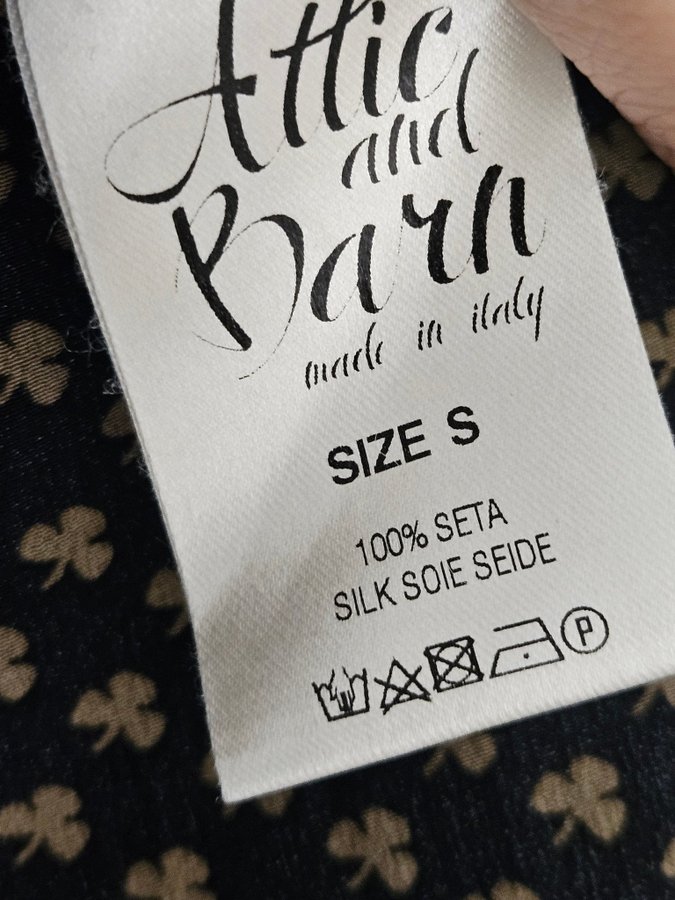 Attic
and
Barn
made in italy
SIZE S
100% SETA
SILK SOIE SEIDE
P